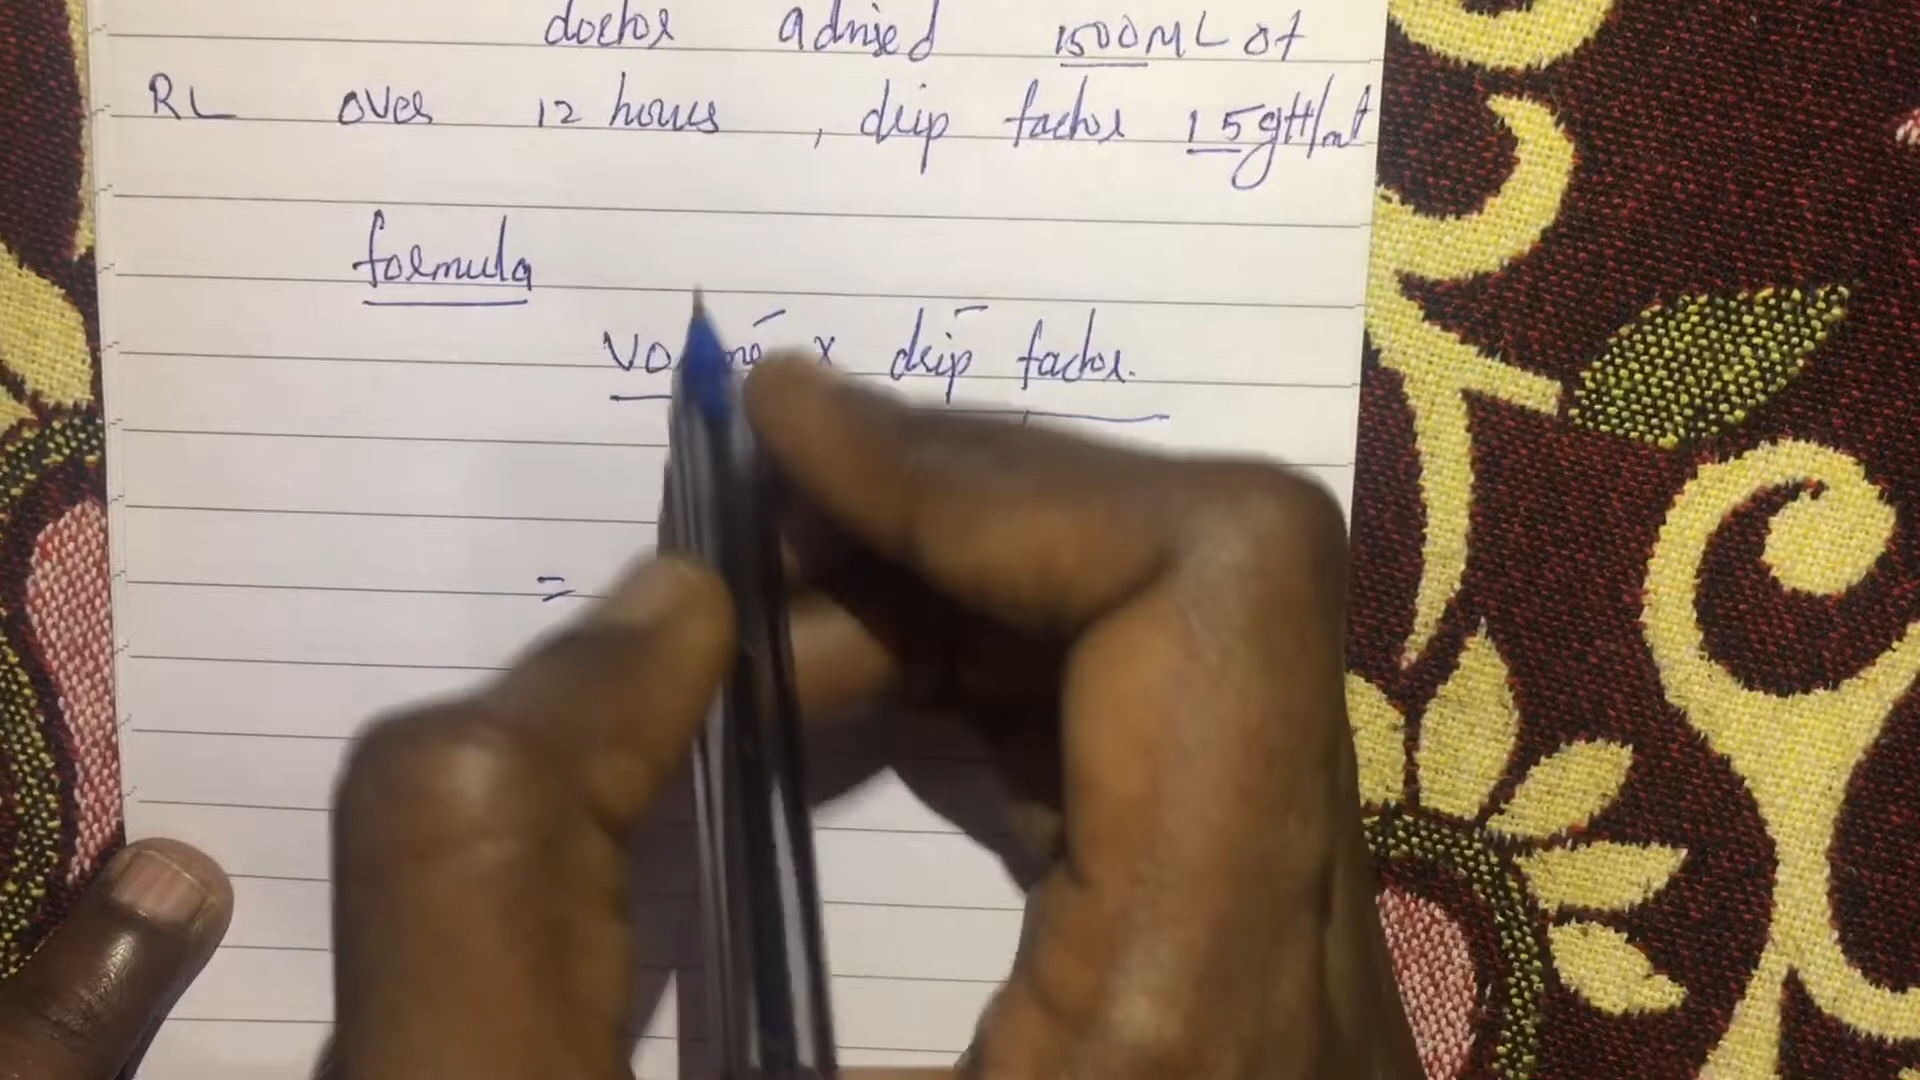 doctor advised 1500ML of
RL over 12 hours , drip factor 15gtt/ml
formula
x drip factor.
=